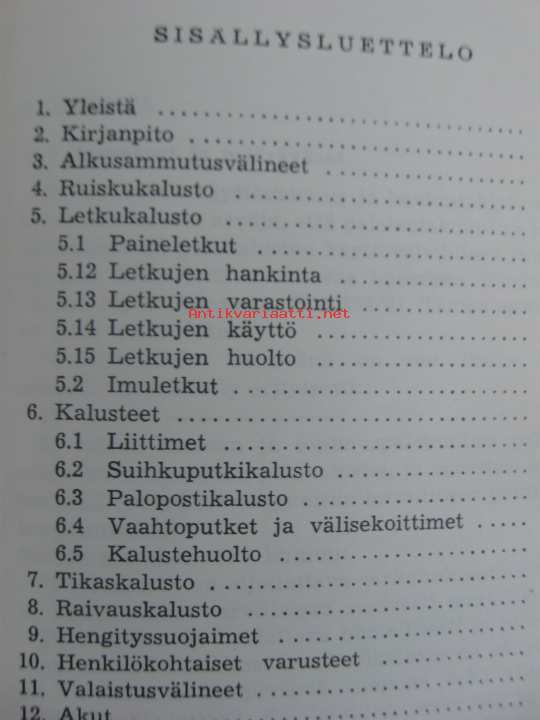 SISÄLLYSLUETTELO
1. Yleistä ..............................
2. Kirjanpito ..............................
3. Alkusammutusvälineet ....................
4. Ruiskukalusto ..........................
5. Letkukalusto ..........................
5.1 Paineletkut ........................
5.12 Letkujen hankinta .................
5.13 Letkujen varastointi ...............
Antikvariaatti.net
5.14 Letkujen käyttö ...................
5.15 Letkujen huolto ...................
5.2 Imuletkut ..........................
6. Kalusteet ..............................
6.1 Liittimet ..........................
6.2 Suihkuputkikalusto .................
6.3 Palopostikalusto ...................
6.4 Vaahtoputket ja välisekoittimet .....
6.5 Kalustehuolto ......................
7. Tikaskalusto ..........................
8. Raivauskalusto ........................
9. Hengityssuojaimet .....................
10. Henkilökohtaiset varusteet ............
11. Valaistusvälineet .....................
12. Akut ..............................